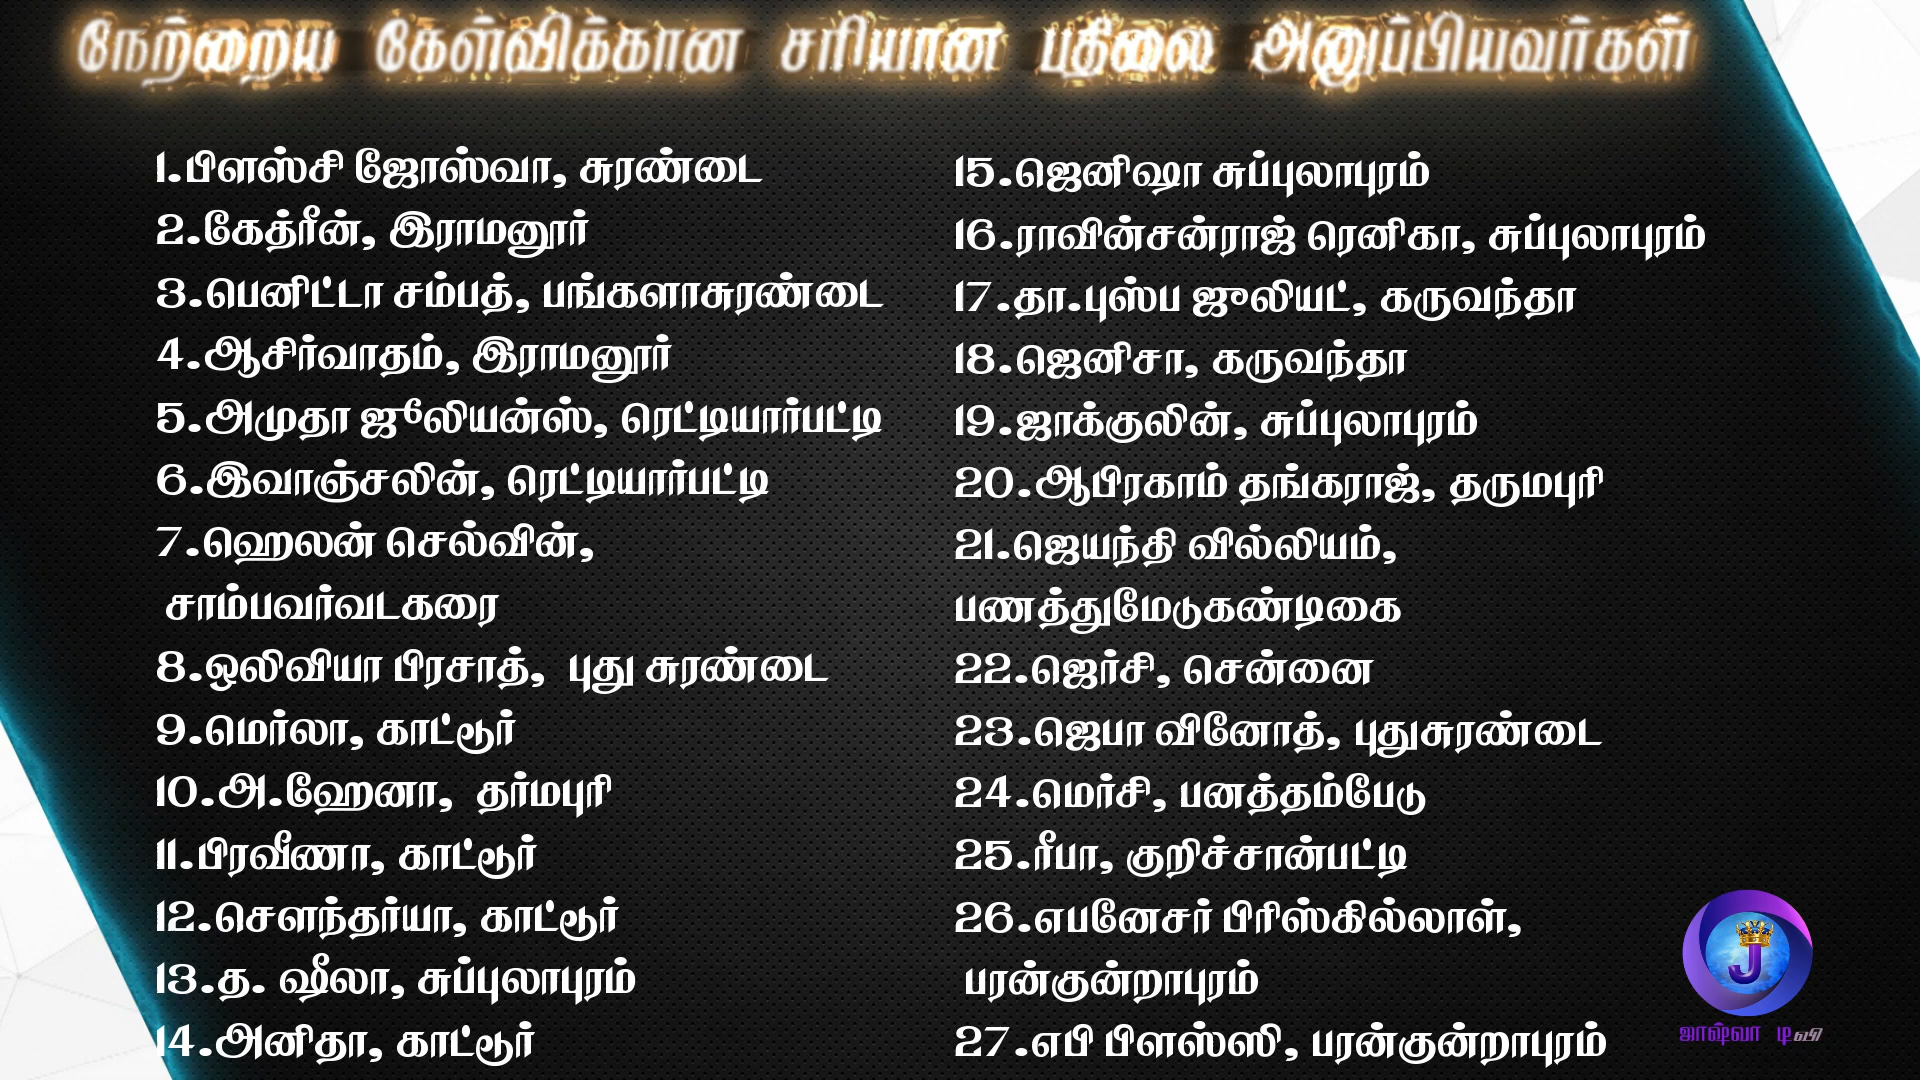 நேற்றைய கேள்விக்கான சரியான பதிலை அனுப்பியவர்கள்
1.பிளஸ்சி ஜோஸ்வா, சுரண்டை
2.கேத்ரீன், இராமனூர்
3.பெனிட்டா சம்பத், பங்களாசுரண்டை
4.ஆசிர்வாதம், இராமனூர்
5.அமுதா ஜூலியன்ஸ், ரெட்டியார்பட்டி
6.இவாஞ்சலின், ரெட்டியார்பட்டி
7.ஹெலன் செல்வின்,
சாம்பவர்வடகரை
8.ஒலிவியா பிரசாத், புது சுரண்டை
9.மெர்லா, காட்டூர்
10.அ.ஹேனா, தர்மபுரி
11.பிரவீணா, காட்டூர்
12.சௌந்தர்யா, காட்டூர்
13.த. ஷீலா, சுப்புலாபுரம்
14.அனிதா, காட்டூர்
15.ஜெனிஷா சுப்புலாபுரம்
16.ராவின்சன்ராஜ் ரெனிகா, சுப்புலாபுரம்
17.தா.புஸ்ப ஜுலியட், கருவந்தா
18.ஜெனிசா, கருவந்தா
19.ஜாக்குலின், சுப்புலாபுரம்
20.ஆபிரகாம் தங்கராஜ், தருமபுரி
21.ஜெயந்தி வில்லியம்,
பணத்துமேடுகண்டிகை
22.ஜெர்சி, சென்னை
23.ஜெபா வினோத், புதுசுரண்டை
24.மெர்சி, பனத்தம்பேடு
25.ரீபா, குறிச்சான்பட்டி
26.எபனேசர் பிரிஸ்கில்லாள்,
பரன்குன்றாபுரம்
27.எபி பிளஸ்ஸி, பரன்குன்றாபுரம்
J
ஜாஷ்வா டிவி